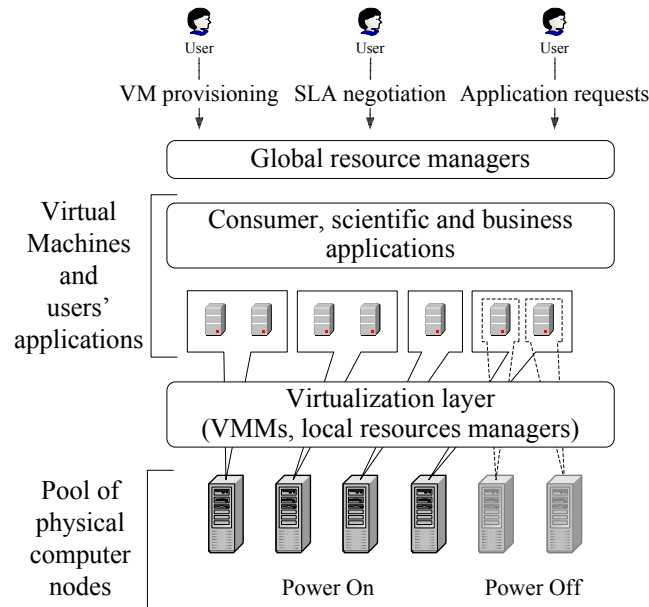 User
User
User
VM provisioning
SLA negotiation
Application requests
Global resource managers
Virtual
Machines
and
users’
applications
Consumer, scientific and business
applications
Virtualization layer
(VMMs, local resources managers)
Pool of
physical
computer
nodes
Power On
Power Off